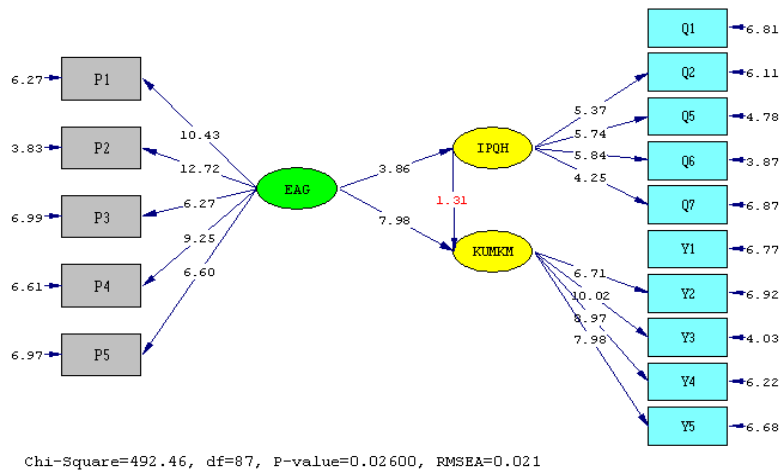 6.27 P1
3.83 P2
6.99 P3
6.61 P4
6.97 P5
10.43
12.72
6.27
9.25
6.60
EAG
3.86
7.98
IPQH
1.31
KUMKM
5.37
5.74
5.84
4.25
6.71
10.02
8.97
7.98
Q1 6.81
Q2 6.11
Q5 4.78
Q6 3.87
Q7 6.87
Y1 6.77
Y2 6.92
Y3 4.03
Y4 6.22
Y5 6.68
Chi-Square=492.46, df=87, P-value=0.02600, RMSEA=0.021